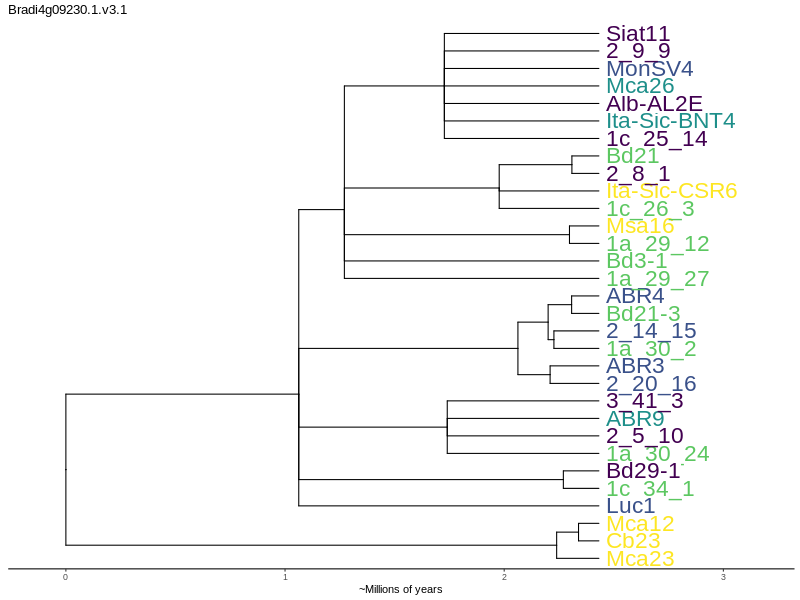 Bradi4g09230.1.v3.1
Siat11
2_9_9
MonSV4
Mca26
Alb-AL2E
Ita-Sic-BNT4
1c_25_14
Bd21
2_8_1
Ita-Sic-CSR6
1c_26_3
Msa16
1a_29_12
Bd3-1
1a_29_27
ABR4
Bd21-3
2_14_15
1a_30_2
ABR3
2_20_16
3_41_3
ABR9
2_5_10
1a_30_24
Bd29-1
1c_34_1
Luc1
Mca12
Cb23
Mca23
0 1 2 3
~Millions of years